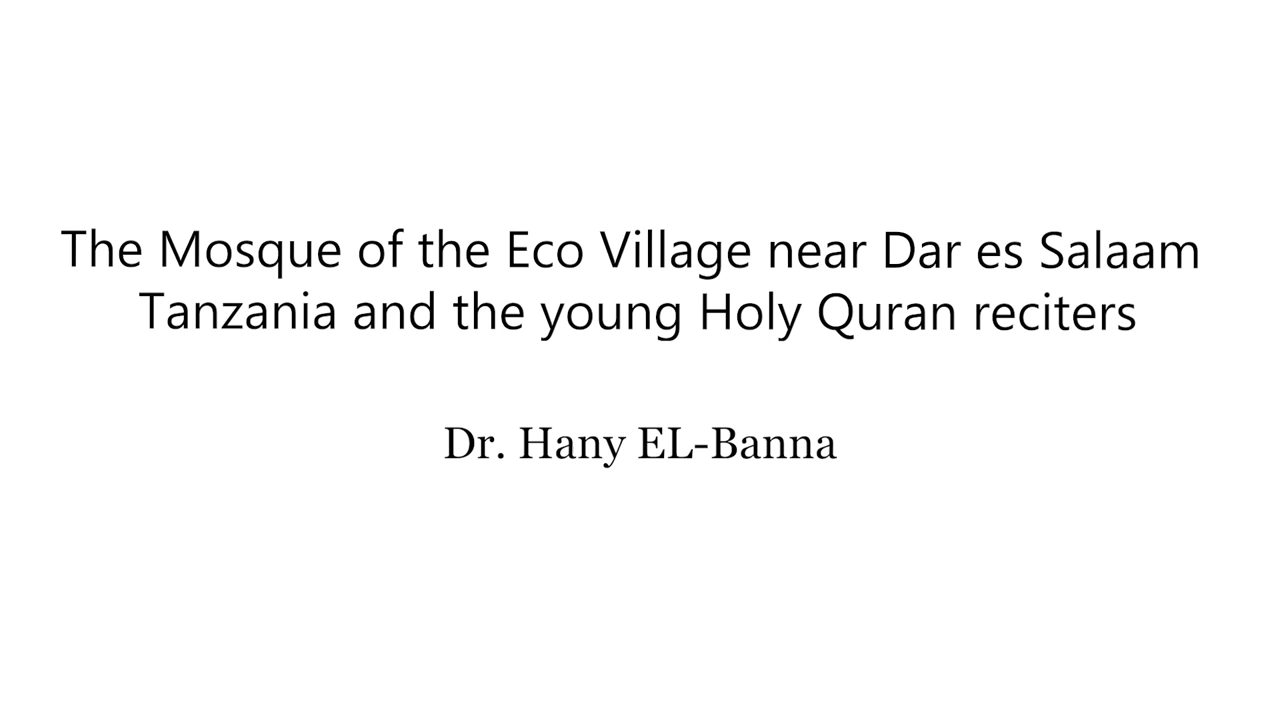 The Mosque of the Eco Village near Dar es Salaam
Tanzania and the young Holy Quran reciters
Dr. Hany EL-Banna